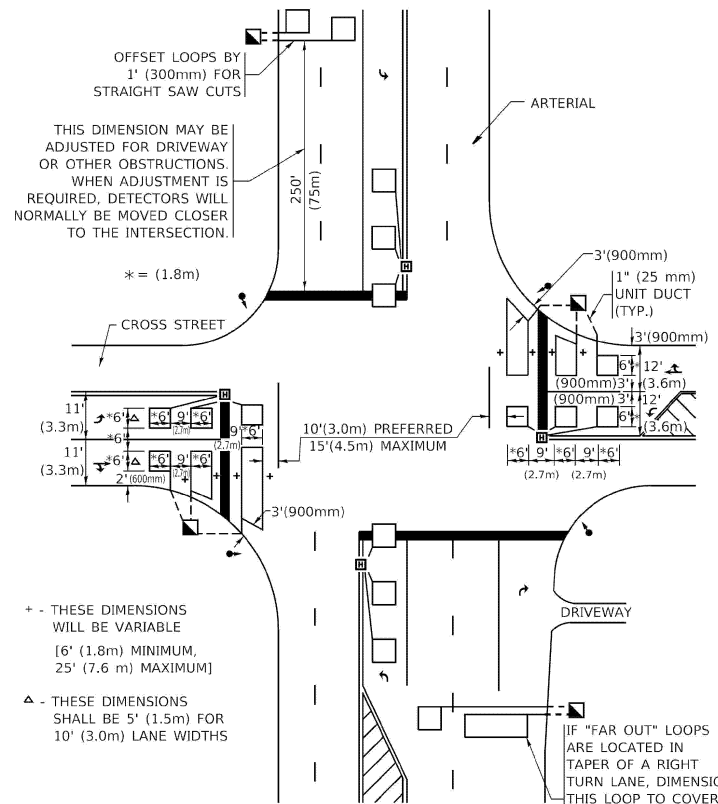 OFFSET LOOPS BY
1' (300mm) FOR
STRAIGHT SAW CUTS
ARTERIAL
THIS DIMENSION MAY BE
ADJUSTED FOR DRIVEWAY
OR OTHER OBSTRUCTIONS.
WHEN ADJUSTMENT IS
REQUIRED, DETECTORS WILL
NORMALLY BE MOVED CLOSER
TO THE INTERSECTION.
250'
(75m)
* = (1.8m)
H
3'(900mm)
1" (25 mm)
UNIT DUCT
(TYP.)
CROSS STREET
3'(900mm)
6'* 12'
(3.6m)
(900mm)3'
(900mm) 3'
12'
6'*
(3.6m)
H
*6' 9' *6' 9' *6'
(2.7m) (2.7m)
10'(3.0m) PREFERRED
15'(4.5m) MAXIMUM
H
11'
(3.3m)
*6' Δ
*6' 9' *6'
(2.7m)
9' *6'
(2.7m)
*6'
11'
(3.3m)
*6' Δ
*6' 9' *6'
(2.7m)
2'(600mm)
3'(900mm)
H
DRIVEWAY
+ - THESE DIMENSIONS
WILL BE VARIABLE
[6' (1.8m) MINIMUM,
25' (7.6 m) MAXIMUM]
Δ - THESE DIMENSIONS
SHALL BE 5' (1.5m) FOR
10' (3.0m) LANE WIDTHS
IF "FAR OUT" LOOPS
ARE LOCATED IN
TAPER OF A RIGHT
TURN LANE, DIMENSIO
THIS LOOP TO COVER